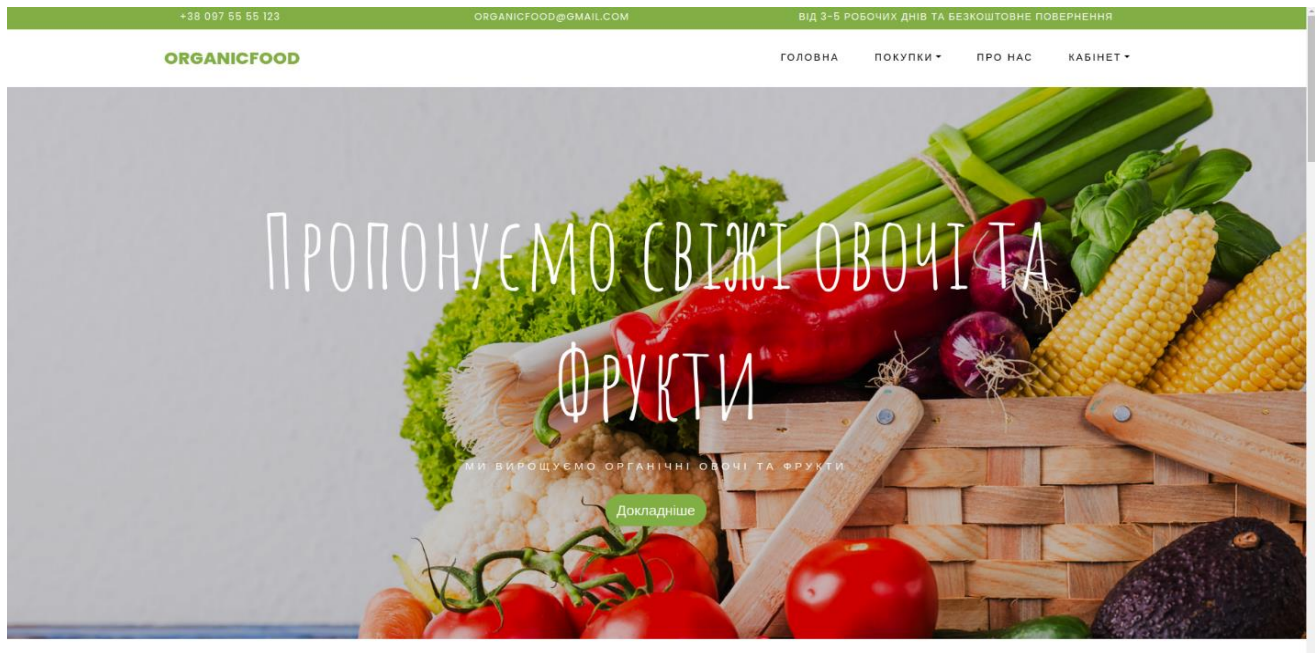 +38 097 55 55 123 ORGANICFOOD@GMAIL.COM ВІД 3-5 РОБОЧИХ ДНІВ ТА БЕЗКОШТОВНЕ ПОВЕРНЕННЯ
ORGANICFOOD ГОЛОВНА ПОКУПКИ ПРО НАС КАБІНЕТ
Пропонуємо свіжі овочі та
Фрукти
МИ ВИРОЩУЄМО ОРГАНІЧНІ ОВОЧІ ТА ФРУКТИ
Докладніше